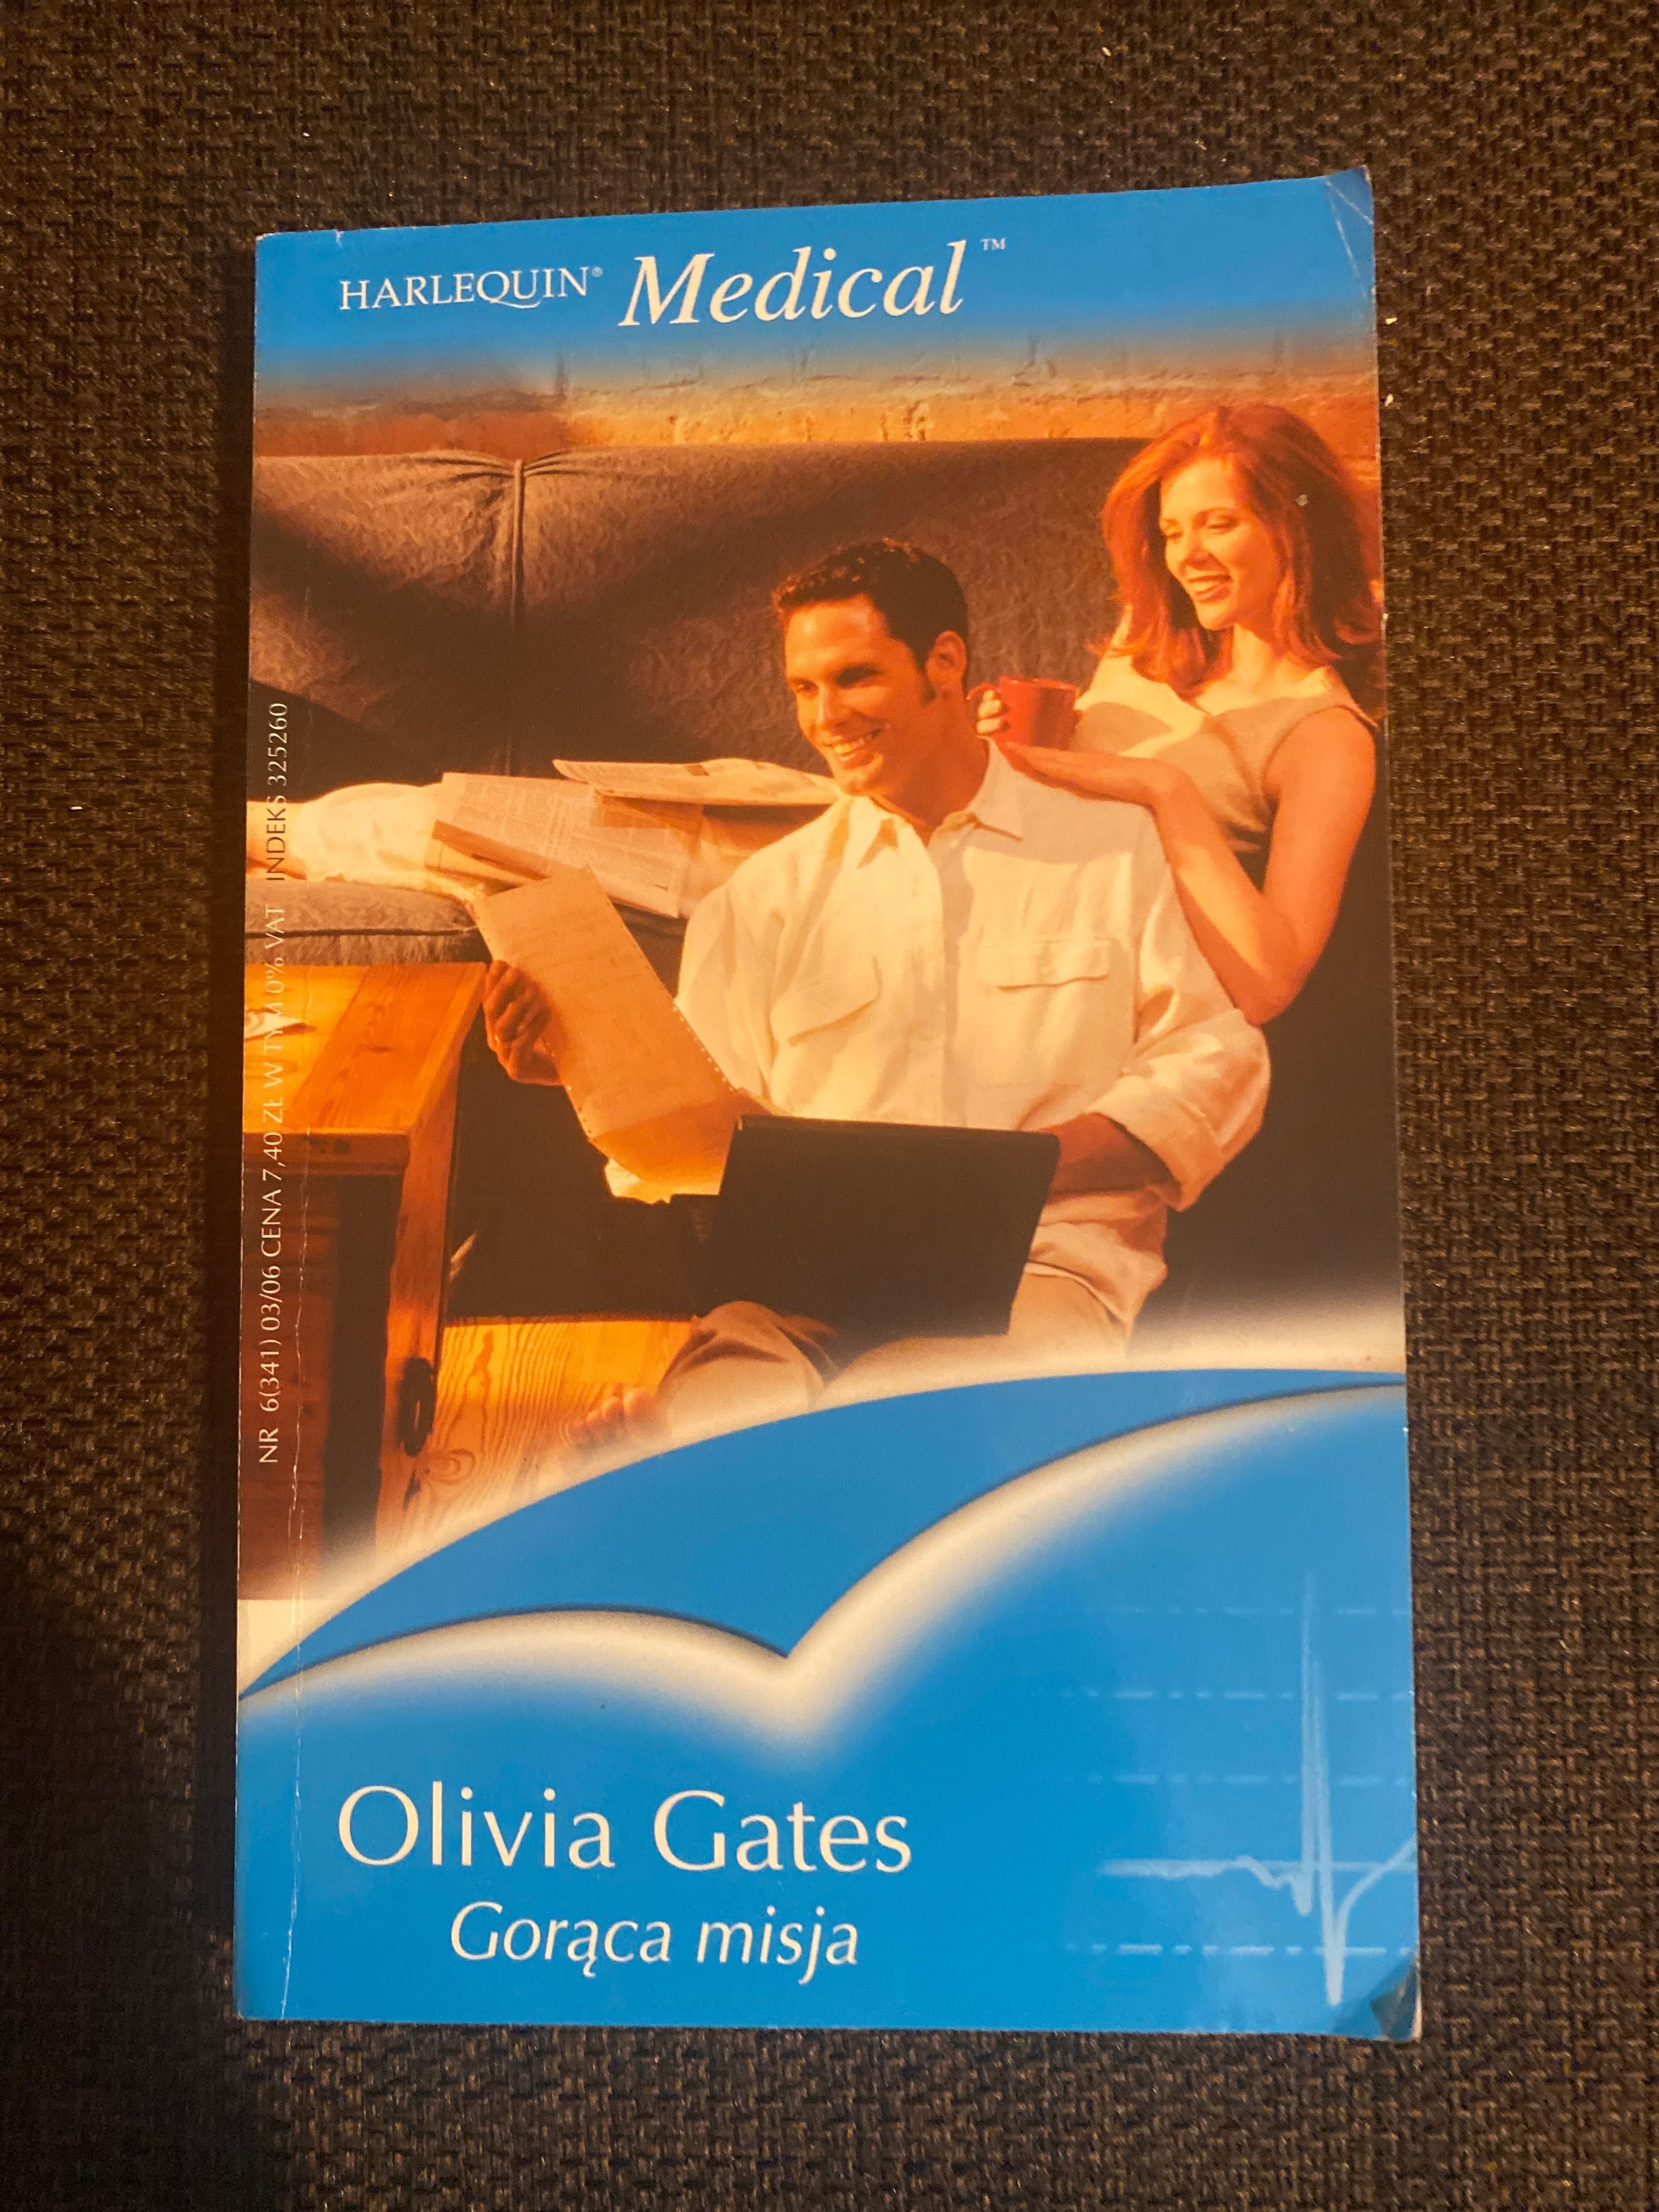 HARLEQUIN® Medical™
NR 6(341) 03/06 CENA 7,40 ZŁ W TYM 0% VAT INDEKS 325260
Olivia Gates
Gorąca misja